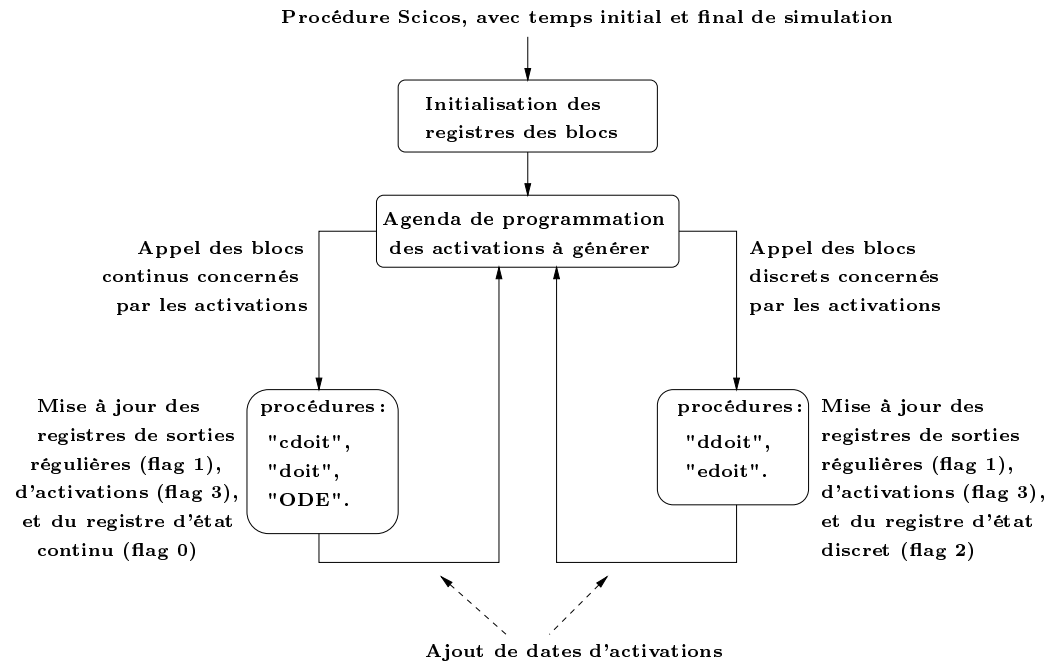 Procédure Scicos, avec temps initial et final de simulation
Initialisation des
registres des blocs
Agenda de programmation
des activations à générer
Appel des blocs
continus concernés
par les activations
Appel des blocs
discrets concernés
par les activations
Mise à jour des
registres de sorties
régulières (flag 1),
d'activations (flag 3),
et du registre d'état
continu (flag 0)
procédures:
"cdoit",
"doit",
"ODE".
procédures:
"ddoit",
"edoit".
Mise à jour des
registres de sorties
régulières (flag 1),
d'activations (flag 3),
et du registre d'état
discret (flag 2)
Ajout de dates d'activations